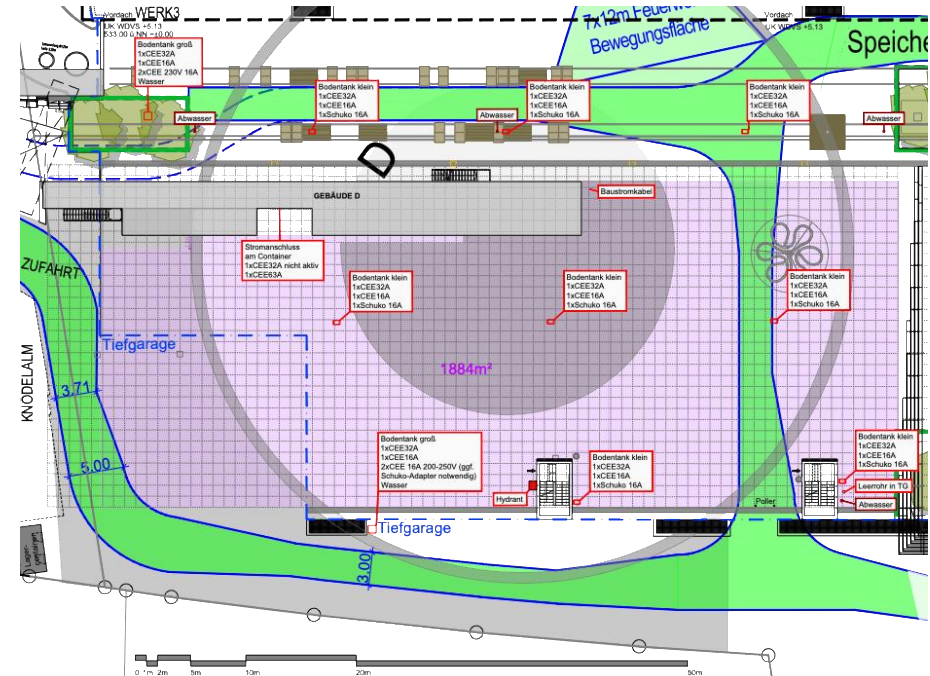 Vordach WERK3
UK WDVS +5.13
533.00 ü.NN =±0.00
7x12m Feuerwe
Bewegungsfläche
Vordach
UK WDVS +5.13
Speiche
Bodentank groß
1xCEE32A
1xCEE16A
2xCEE 230V 16A
Wasser
Abwasser
Bodentank klein
1xCEE32A
1xCEE16A
1xSchuko 16A
Abwasser
Bodentank klein
1xCEE32A
1xCEE16A
1xSchuko 16A
Bodentank klein
1xCEE32A
1xCEE16A
1xSchuko 16A
Abwasser
D
GEBÄUDE D
Baustromkabel
Stromanschluss
am Container
1xCEE32A nicht aktiv
1xCEE63A
ZUFAHRT
Bodentank klein
1xCEE32A
1xCEE16A
1xSchuko 16A
Bodentank klein
1xCEE32A
1xCEE16A
1xSchuko 16A
Bodentank klein
1xCEE32A
1xCEE16A
1xSchuko 16A
Tiefgarage
KNÖDELALM
1884m²
3.71
5.00
Bodentank groß
1xCEE32A
1xCEE16A
2xCEE 16A 200-250V (ggf.
Schuko-Adapter notwendig)
Wasser
Hydrant
Bodentank klein
1xCEE32A
1xCEE16A
1xSchuko 16A
Bodentank klein
1xCEE32A
1xCEE16A
1xSchuko 16A
Leerrohr in TG
Abwasser
Poller
Tiefgarage
3.00
Lager-
container
0 1m 2m 5m 10m 20m 50m